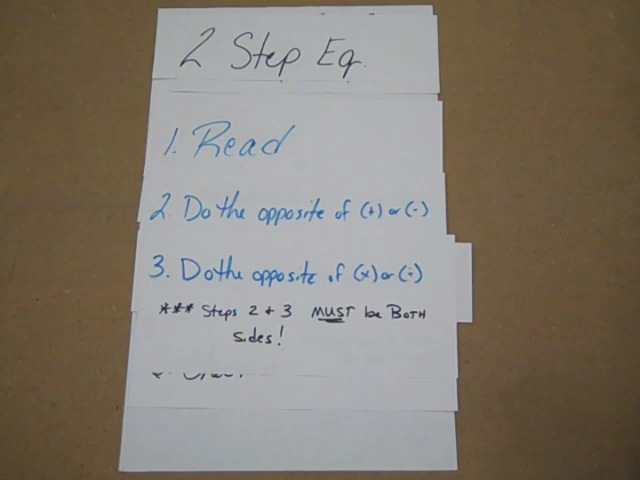 2 Step Eq.
1. Read
2. Do the opposite of (+) or (-)
3. Do the opposite of (x) or (÷)
*** Steps 2 + 3 MUST be BOTH
sides!